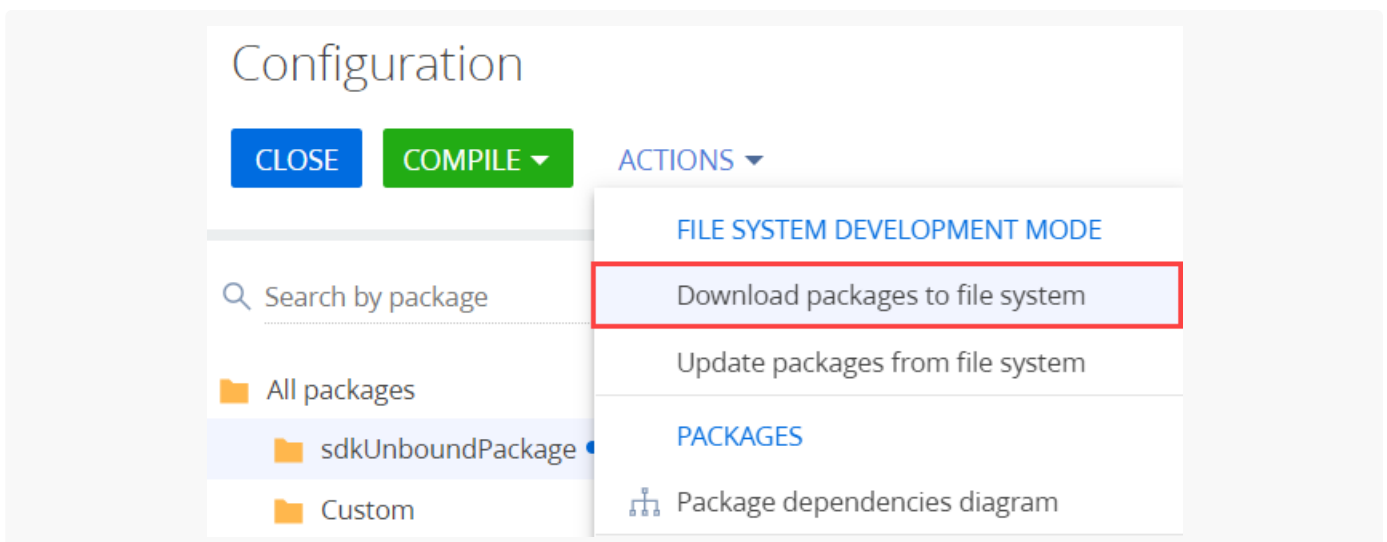 Configuration
CLOSE
COMPILE
ACTIONS
FILE SYSTEM DEVELOPMENT MODE
Search by package
Download packages to file system
Update packages from file system
All packages
PACKAGES
sdkUnboundPackage
Package dependencies diagram
Custom